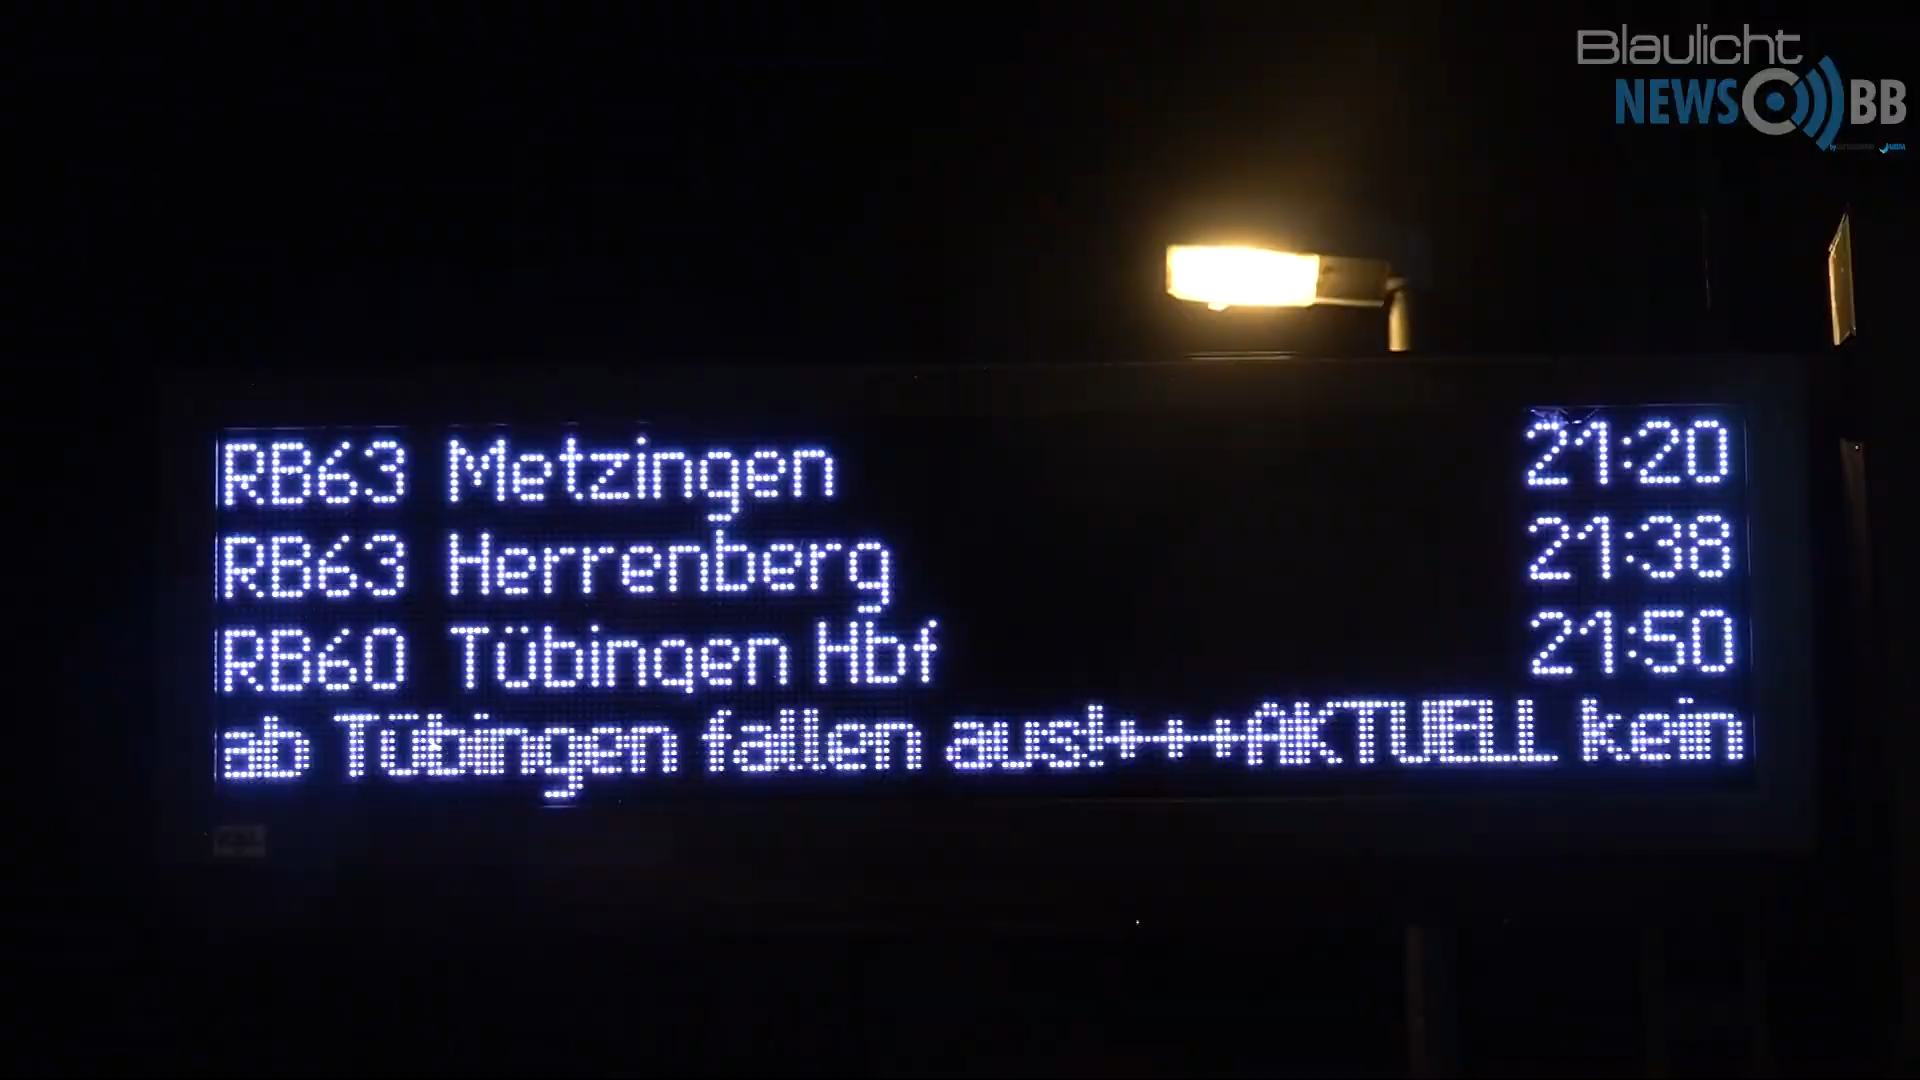 Blaulicht
NEWS BB
RB63 Metzingen 21:20
RB63 Herrenberg 21:38
RB60 Tübingen Hbf 21:50
ab Tübingen fallen aus!+++AKTUELL kein